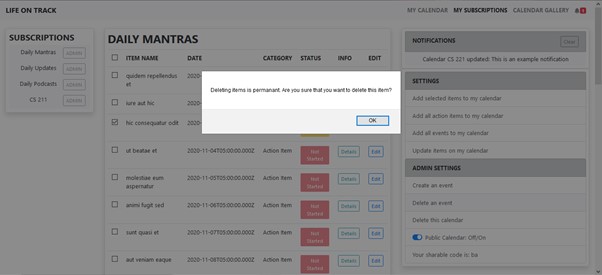 LIFE ON TRACK
MY CALENDAR MY SUBSCRIPTIONS CALENDAR GALLERY 1
SUBSCRIPTIONS
Daily Mantras ADMIN
Daily Updates ADMIN
Daily Podcasts ADMIN
CS 211 ADMIN
DAILY MANTRAS
ITEM NAME DATE CATEGORY STATUS INFO EDIT
quidem repellendus
et
2020-
iure aut hic 2020-
hic consequatur odit 2020-
ut beatae et 2020-11-04T05:00:00.000Z Action Item Not Started Details Edit
molestiae eum
aspernatur
2020-11-05T05:00:00.000Z Action Item Not Started Details Edit
animi fugit sed 2020-11-06T05:00:00.000Z Action Item Not Started Details Edit
sunt quasi et 2020-11-07T05:00:00.000Z Action Item Not Started Details Edit
aut veniam eaque 2020-11-08T05:00:00.000Z Action Item Not Details Edit
Deleting items is permanant. Are you sure that you want to delete this item?
OK
NOTIFICATIONS Clear
Calendar CS 221 updated: This is an example notification
SETTINGS
Add selected items to my calendar
Add all action items to my calendar
Add all events to my calendar
Update items on my calendar
ADMIN SETTINGS
Create an event
Delete an event
Delete this calendar
Public Calendar: Off/On
Your sharable code is: ba